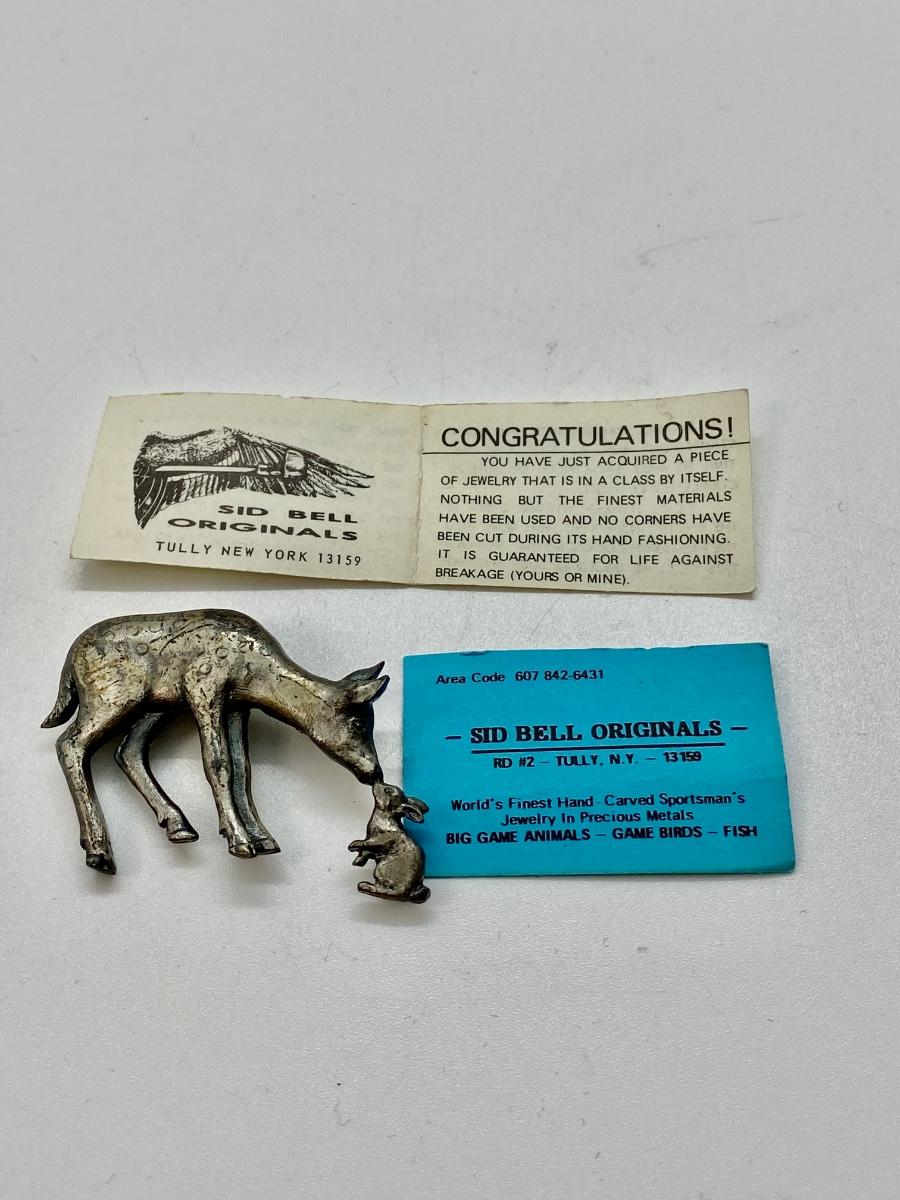 SID BELL
ORIGINALS
TULLY NEW YORK 13159
CONGRATULATIONS!
YOU HAVE JUST ACQUIRED A PIECE
OF JEWELRY THAT IS IN A CLASS BY ITSELF.
NOTHING BUT THE FINEST MATERIALS
HAVE BEEN USED AND NO CORNERS HAVE
BEEN CUT DURING ITS HAND FASHIONING.
IT IS GUARANTEED FOR LIFE AGAINST
BREAKAGE (YOURS OR MINE).
Area Code 607 842-6431
– SID BELL ORIGINALS –
RD #2 – TULLY, N.Y. – 13159
World's Finest Hand-Carved Sportsman's
Jewelry In Precious Metals
BIG GAME ANIMALS – GAME BIRDS – FISH